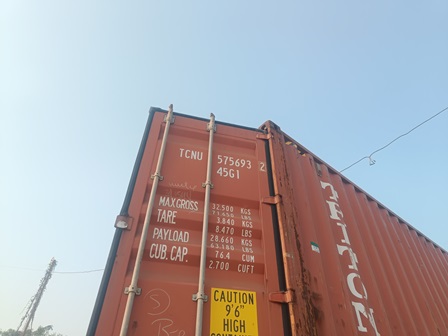 TCNU 575693 2
45G1
MAX.GROSS 32.500 KGS
71.650 LBS
TARE 3.840 KGS
8.470 LBS
PAYLOAD 28.660 KGS
63.180 LBS
CUB. CAP. 76.4 CUM
2.700 CUFT
CAUTION
9'6"
HIGH
TRITON